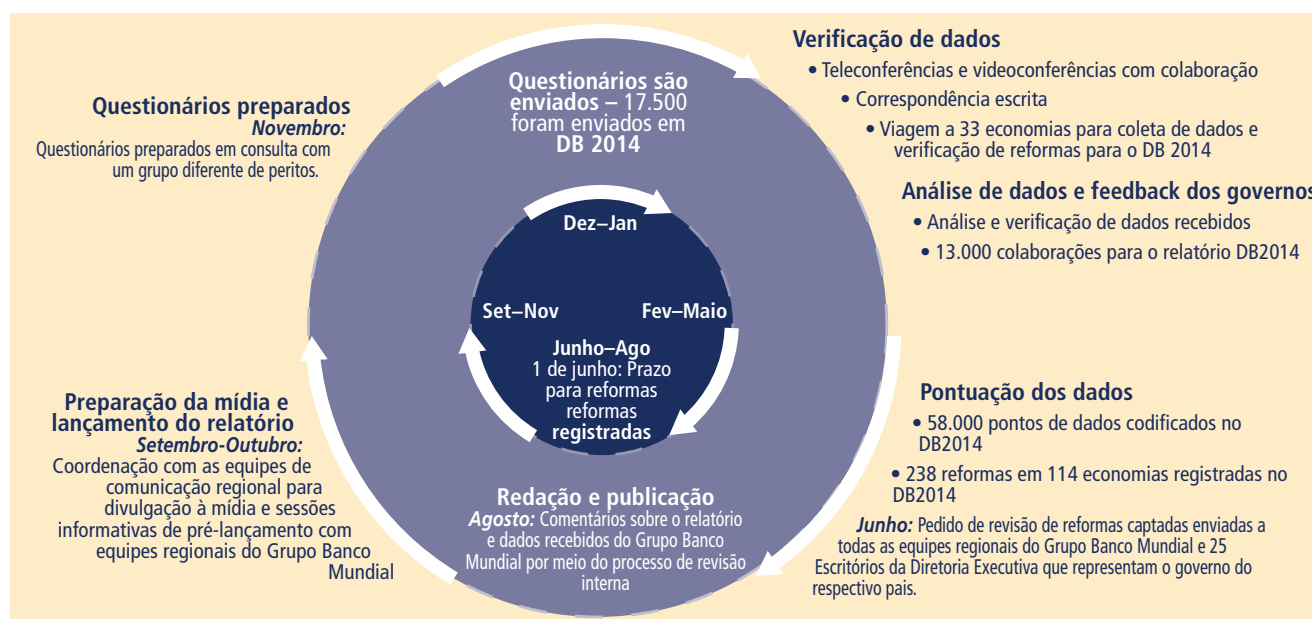 Questionários são
enviados – 17.500
foram enviados em
DB 2014
Verificação de dados
• Teleconferências e videoconferências com colaboração
• Correspondência escrita
• Viagem a 33 economias para coleta de dados e
verificação de reformas para o DB 2014
Análise de dados e feedback dos governos
• Análise e verificação de dados recebidos
• 13.000 colaborações para o relatório DB2014
Pontuação dos dados
• 58.000 pontos de dados codificados no
DB2014
• 238 reformas em 114 economias registradas no
DB2014
Junho: Pedido de revisão de reformas captadas enviadas a
todas as equipes regionais do Grupo Banco Mundial e 25
Escritórios da Diretoria Executiva que representam o governo do
respectivo pais.
Redação e publicação
Agosto: Comentários sobre o relatório
e dados recebidos do Grupo Banco
Mundial por meio do processo de revisão
interna
Preparação da mídia e
lançamento do relatório
Setembro-Outubro:
Coordenação com as equipes de
comunicação regional para
divulgação à mídia e sessões
informativas de pré-lançamento com
equipes regionais do Grupo Banco
Mundial
Questionários preparados
Novembro:
Questionários preparados em consulta com
um grupo diferente de peritos.
Dez–Jan
Set–Nov
Fev–Maio
Junho–Ago
1 de junho: Prazo
para reformas
reformas
registradas